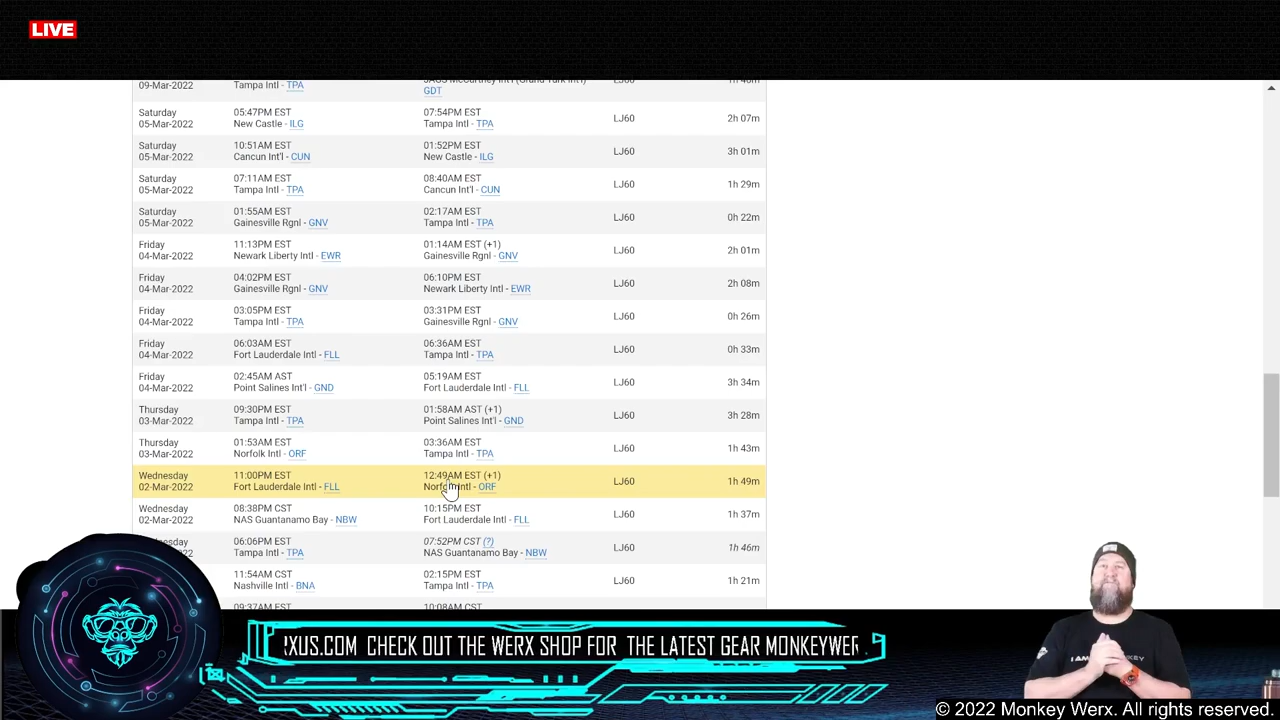 LIVE
09-Mar-2022 Tampa Intl - TPA GDT
Saturday 05:47PM EST 07:54PM EST LJ60 2h 07m
05-Mar-2022 New Castle - ILG Tampa Intl - TPA
Saturday 10:51AM EST 01:52PM EST LJ60 3h 01m
05-Mar-2022 Cancun Int'l - CUN New Castle - ILG
Saturday 07:11AM EST 08:40AM EST LJ60 1h 29m
05-Mar-2022 Tampa Intl - TPA Cancun Int'l - CUN
Saturday 01:55AM EST 02:17AM EST LJ60 0h 22m
05-Mar-2022 Gainesville Rgnl - GNV Tampa Intl - TPA
Friday 11:13PM EST 01:14AM EST (+1) LJ60 2h 01m
04-Mar-2022 Newark Liberty Intl - EWR Gainesville Rgnl - GNV
Friday 04:02PM EST 06:10PM EST LJ60 2h 08m
04-Mar-2022 Gainesville Rgnl - GNV Newark Liberty Intl - EWR
Friday 03:05PM EST 03:31PM EST LJ60 0h 26m
04-Mar-2022 Tampa Intl - TPA Gainesville Rgnl - GNV
Friday 06:03AM EST 06:36AM EST LJ60 0h 33m
04-Mar-2022 Fort Lauderdale Intl - FLL Tampa Intl - TPA
Friday 02:45AM AST 05:19AM EST LJ60 3h 34m
04-Mar-2022 Point Salines Int'l - GND Fort Lauderdale Intl - FLL
Thursday 09:30PM EST 01:58AM AST (+1) LJ60 3h 28m
03-Mar-2022 Tampa Intl - TPA Point Salines Int'l - GND
Thursday 01:53AM EST 03:36AM EST LJ60 1h 43m
03-Mar-2022 Norfolk Intl - ORF Tampa Intl - TPA
Wednesday 11:00PM EST 12:49AM EST (+1) LJ60 1h 49m
02-Mar-2022 Fort Lauderdale Intl - FLL Norfolk Intl - ORF
Wednesday 08:38PM CST 10:15PM EST LJ60 1h 37m
02-Mar-2022 NAS Guantanamo Bay - NBW Fort Lauderdale Intl - FLL
06:06PM EST 07:52PM CST (?) LJ60 1h 46m
2022 Tampa Intl - TPA NAS Guantanamo Bay - NBW
11:54AM CST 02:15PM EST LJ60 1h 21m
Nashville Intl - BNA Tampa Intl - TPA
09:37AM EST 10:08AM CST
XUS.COM CHECK OUT THE WERX SHOP FOR THE LATEST GEAR MONKEYWER
I AM MONKEY
© 2022 Monkey Werx. All rights reserved.